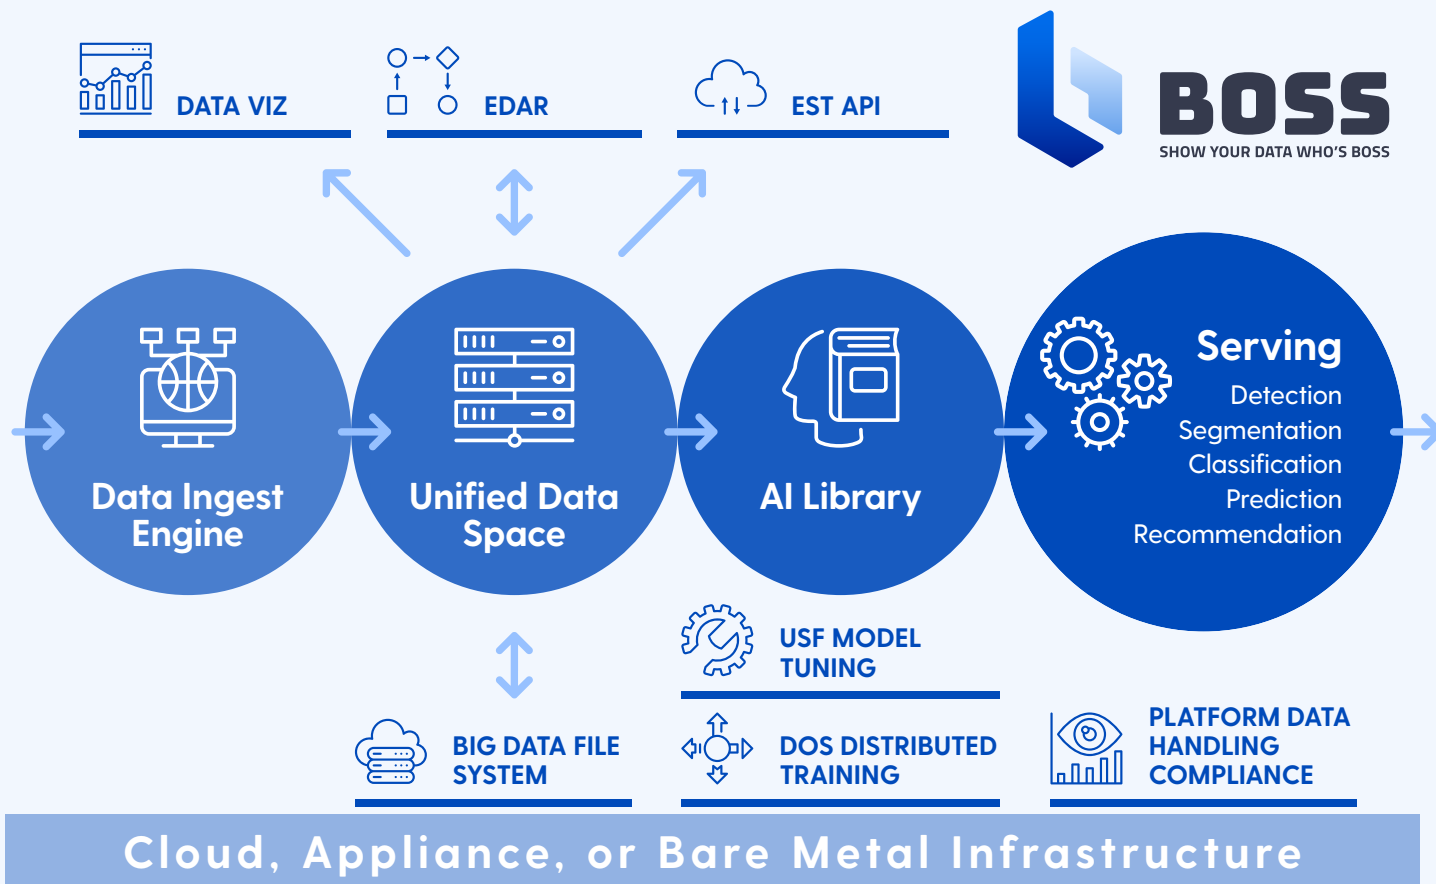 DATA VIZ
EDAR
EST API
BOSS
SHOW YOUR DATA WHO'S BOSS
Data Ingest
Engine
Unified Data
Space
AI Library
Serving
Detection
Segmentation
Classification
Prediction
Recommendation
BIG DATA FILE
SYSTEM
USF MODEL
TUNING
DOS DISTRIBUTED
TRAINING
PLATFORM DATA
HANDLING
COMPLIANCE
Cloud, Appliance, or Bare Metal Infrastructure